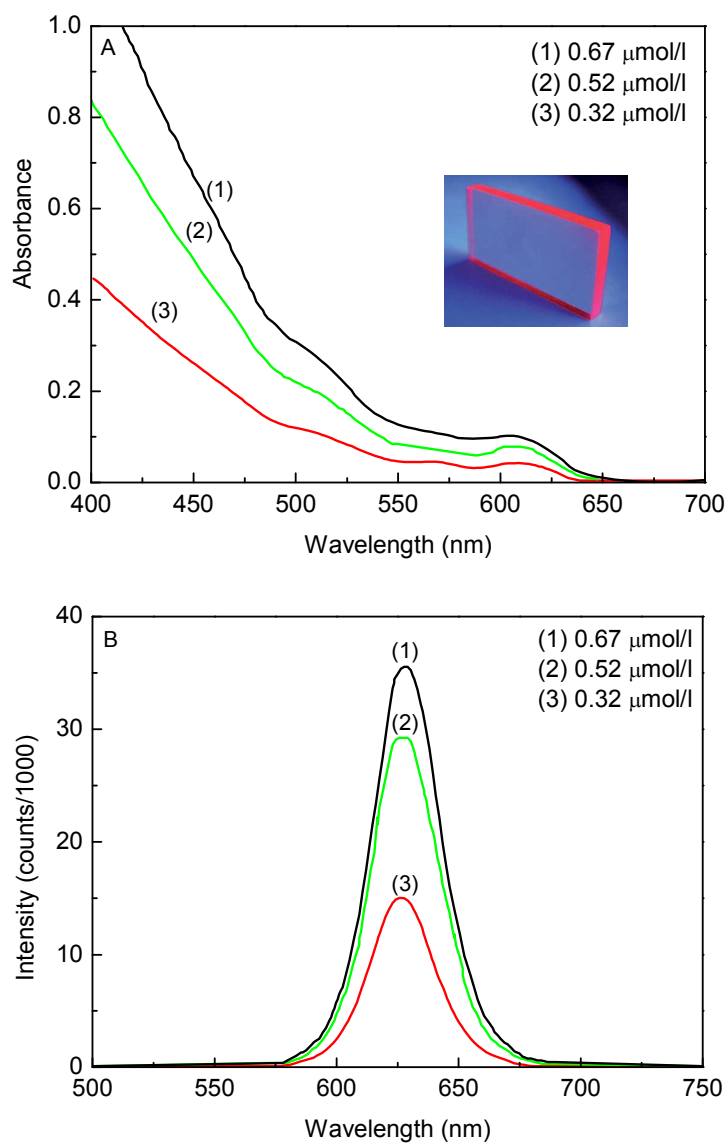 A
(1) 0.67 μmol/l
(2) 0.52 μmol/l
(3) 0.32 μmol/l
1.0
0.8
0.6
0.4
0.2
0.0
Absorbance
(1)
(2)
(3)
400 450 500 550 600 650 700
Wavelength (nm)
B
(1) 0.67 μmol/l
(2) 0.52 μmol/l
(3) 0.32 μmol/l
40
30
20
10
0
Intensity (counts/1000)
(1)
(2)
(3)
500 550 600 650 700 750
Wavelength (nm)